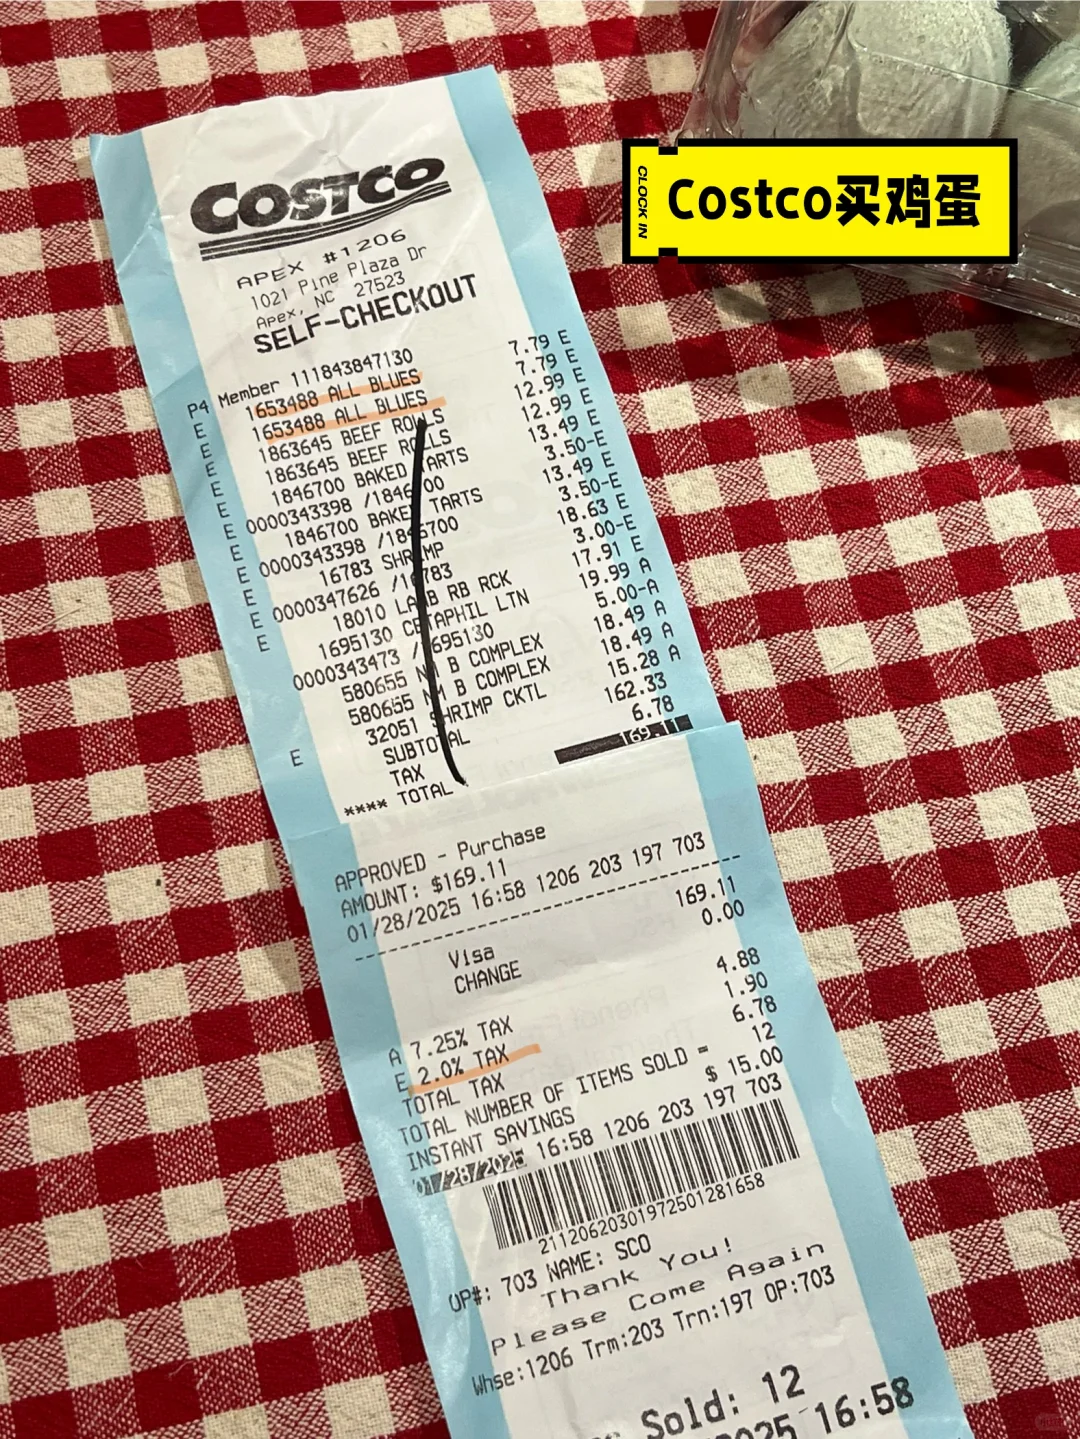 CLOCK IN
Costco买鸡蛋
COSTCO
APEX #1206
1021 Pine Plaza Dr
Apex, NC 27523
SELF-CHECKOUT
P4 Member 111843847130
E 1653488 ALL BLUES 7.79 E
E 1653488 ALL BLUES 7.79 E
E 1863645 BEEF ROLLS 12.99 E
E 1863645 BEEF ROLLS 12.99 E
E 1846700 BAKED TARTS 13.49 E
E 0000343398 /1846700 3.50-E
E 1846700 BAKED TARTS 13.49 E
E 0000343398 /1846700 3.50-E
E 16783 SHRIMP 18.63 E
E 0000347626 /16783 3.00-E
E 18010 LAMB RB RCK 17.91 E
1695130 CETAPHIL LTN 19.99 A
0000343473 /1695130 5.00-A
580655 NM B COMPLEX 18.49 A
580655 NM B COMPLEX 18.49 A
E 32051 SHRIMP CKTL 15.28 A
SUBTOTAL 162.33
TAX 6.78
**** TOTAL 169.11
APPROVED - Purchase
AMOUNT: $169.11
01/28/2025 16:58 1206 203 197 703
Visa 169.11
CHANGE 0.00
A 7.25% TAX 4.88
E 2.0% TAX 1.90
TOTAL TAX 6.78
TOTAL NUMBER OF ITEMS SOLD = 12
INSTANT SAVINGS $ 15.00
01/28/2025 16:58 1206 203 197 703
21120620301972501281658
OP#: 703 NAME: SCO
Thank You!
Please Come Again
Whse:1206 Trm:203 Trn:197 OP:703
Sold: 12
025 16:58